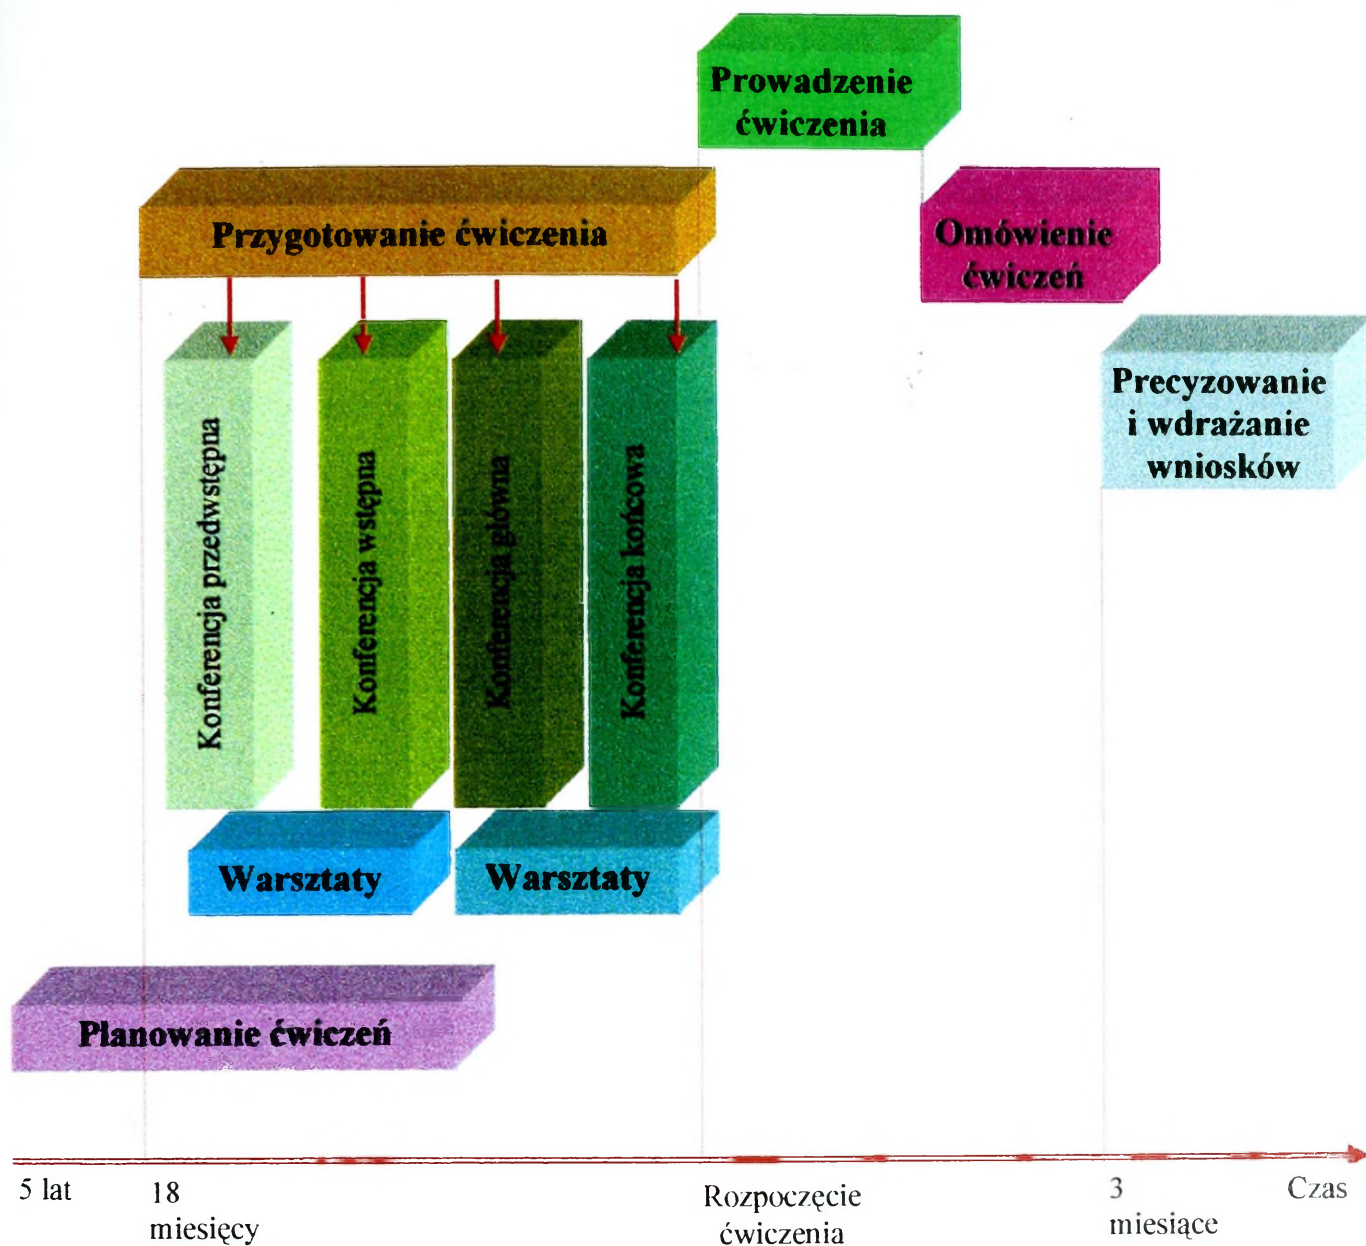 Prowadzenie
ćwiczenia
Przygotowanie ćwiczenia
Omówienie
ćwiczeń
Precyzowanie
i wdrażanie
wniosków
Konferencja przedwstępna
Konferencja wstępna
Konferencja główna
Konferencja końcowa
Warsztaty
Warsztaty
Planowanie ćwiczeń
5 lat
18
miesięcy
Rozpoczęcie
ćwiczenia
3
miesiące
Czas